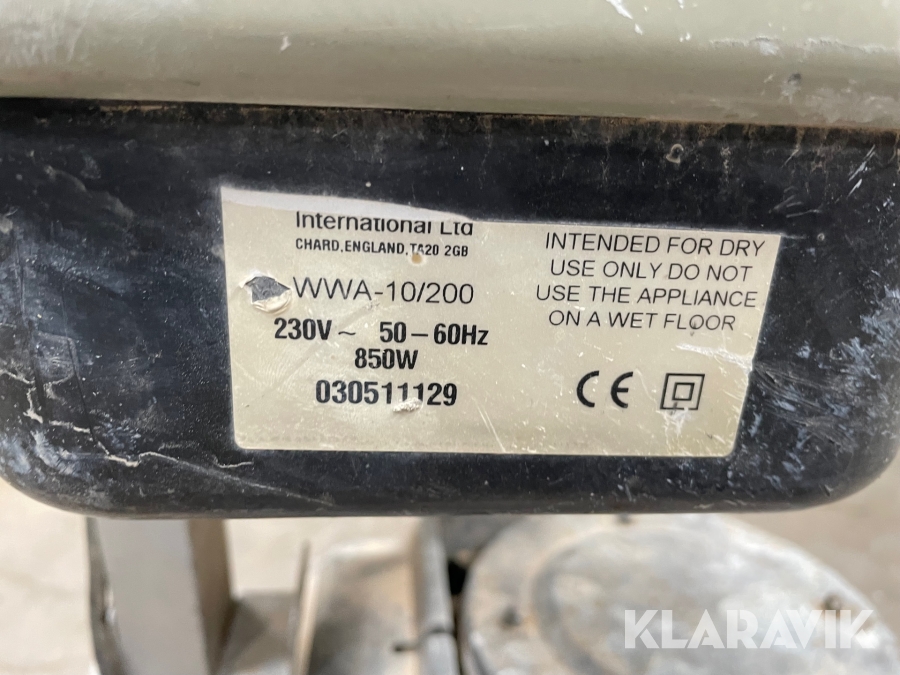 International Ltd
CHARD, ENGLAND, TA20 2GB
WWA-10/200
230V ~ 50-60Hz
850W
030511129
INTENDED FOR DRY
USE ONLY DO NOT
USE THE APPLIANCE
ON A WET FLOOR
CE
KLARAVIK